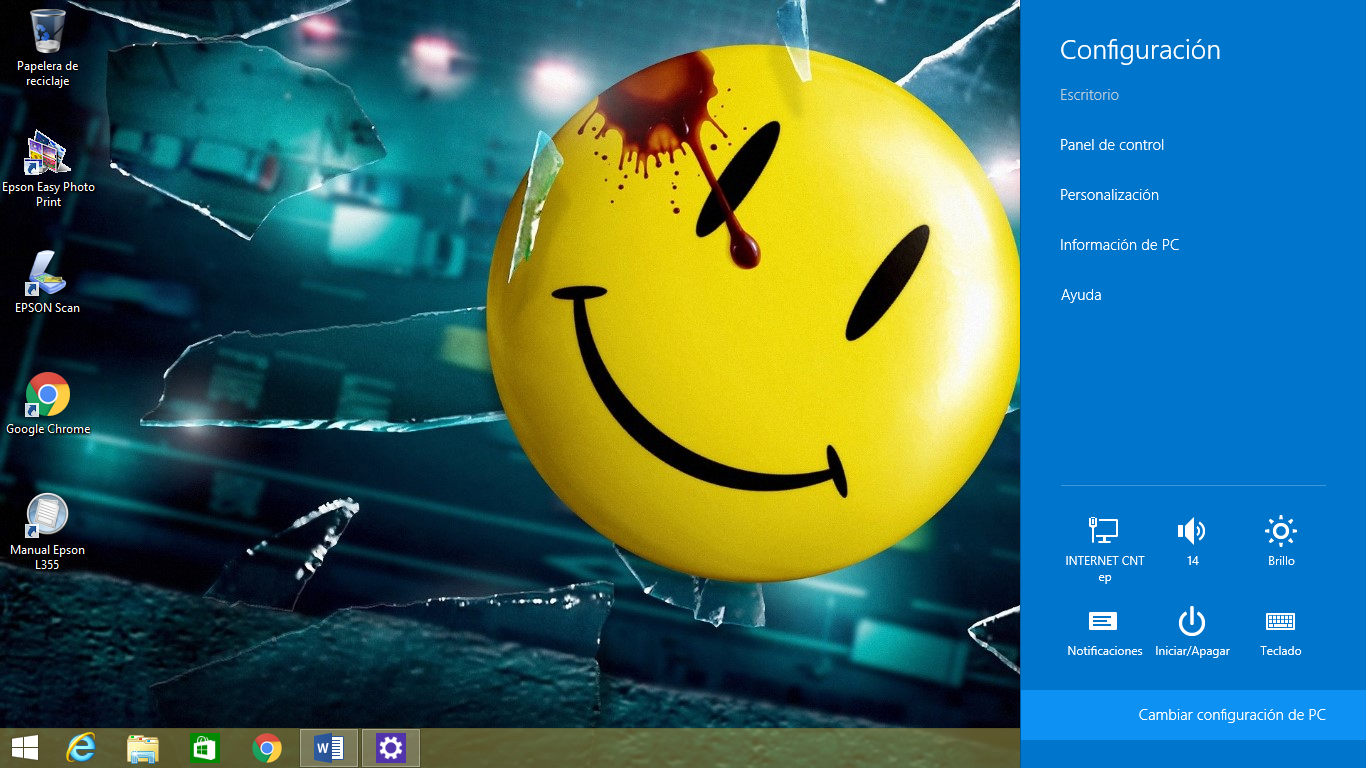 Papelera de
reciclaje
Epson Easy Photo
Print
EPSON Scan
Google Chrome
Manual Epson
L355
Configuración
Escritorio
Panel de control
Personalización
Información de PC
Ayuda
INTERNET CNT
ep
14
Brillo
Notificaciones
Iniciar/Apagar
Teclado
Cambiar configuración de PC